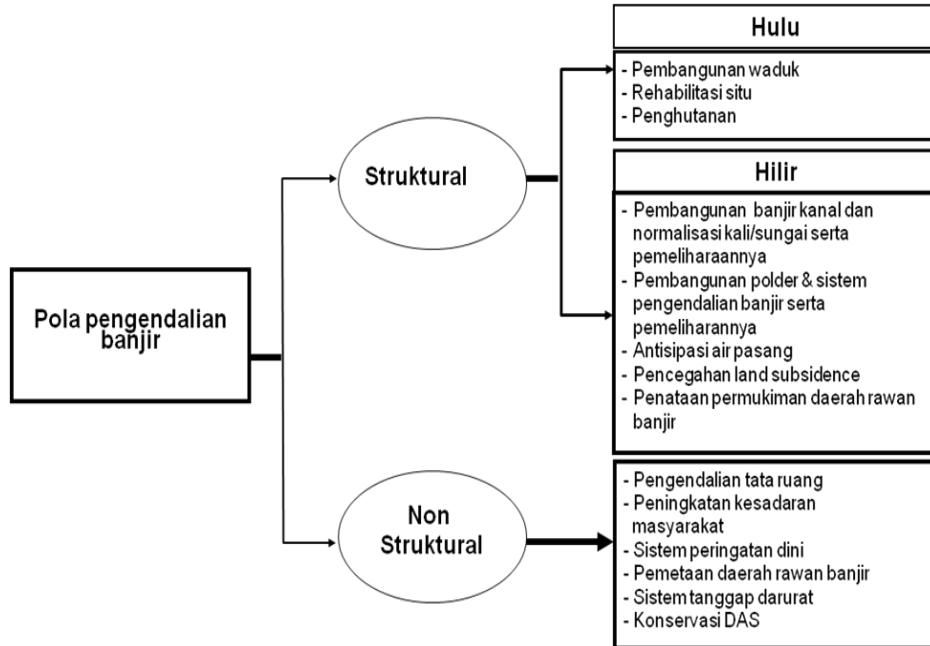 Pola pengendalian
banjir
Struktural
Non
Struktural
Hulu
- Pembangunan waduk
- Rehabilitasi situ
- Penghutanan
Hilir
- Pembangunan banjir kanal dan
normalisasi kali/sungai serta
pemeliharaannya
- Pembangunan polder & sistem
pengendalian banjir serta
pemeliharannya
- Antisipasi air pasang
- Pencegahan land subsidence
- Penataan permukiman daerah rawan
banjir
- Pengendalian tata ruang
- Peningkatan kesadaran
masyarakat
- Sistem peringatan dini
- Pemetaan daerah rawan banjir
- Sistem tanggap darurat
- Konservasi DAS